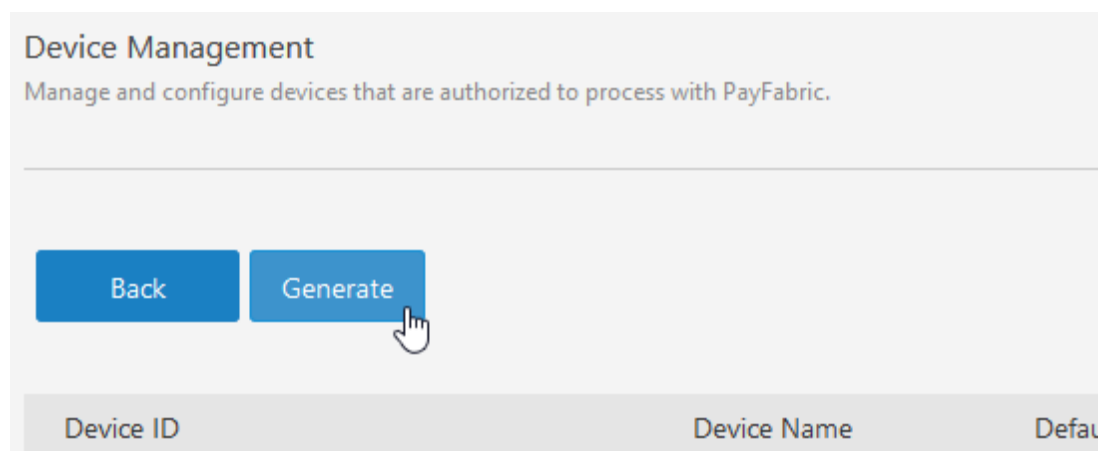 Device Management
Manage and configure devices that are authorized to process with PayFabric.
Back Generate
Device ID Device Name Defau